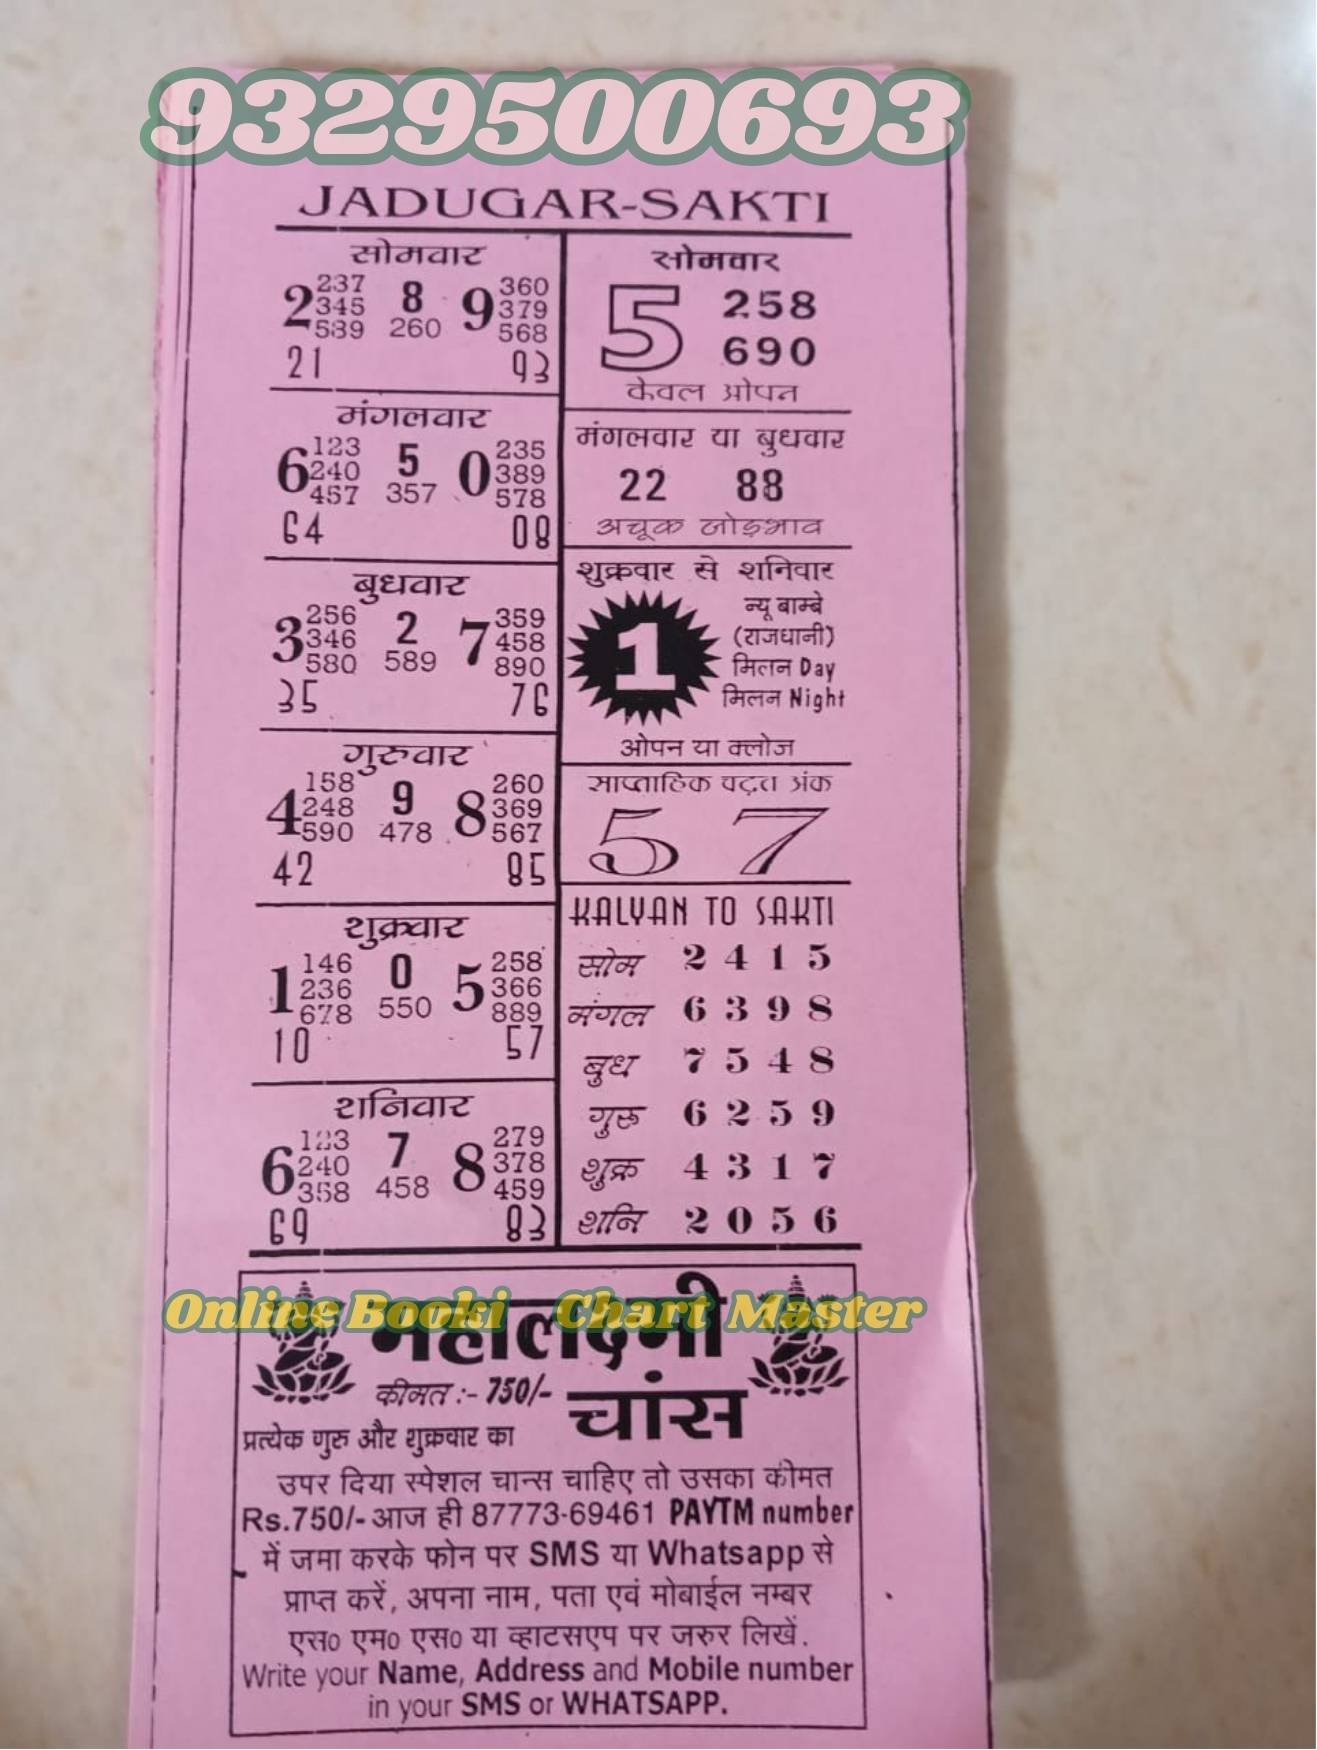 9329500693
JADUGAR-SAKTI
सोमवार
2 237 345 589 8 260 9 360 379 568
21 93
मंगलवार
6 123 240 457 5 357 0 235 389 578
64 08
बुधवार
3 256 346 580 2 589 7 359 458 890
35 76
गुरुवार
4 158 248 590 9 478 8 260 369 567
42 85
शुक्रवार
1 146 236 678 0 550 5 258 366 889
10 57
शनिवार
6 123 240 358 7 458 8 279 378 459
69 83
सोमवार
5 258
690
केवल ओपन
मंगलवार या बुधवार
22 88
अचूक जोड़भाव
शुक्रवार से शनिवार
1
न्यू बाम्बे
(राजधानी)
मिलन Day
मिलन Night
ओपन या क्लोज
साप्ताहिक वढ़त अंक
5 7
KALYAN TO SAKTI
सोम 2 4 1 5
मंगल 6 3 9 8
बुध 7 5 4 8
गुरु 6 2 5 9
शुक्र 4 3 1 7
शनि 2 0 5 6
Online Booki Chart Master
महालक्ष्मी
कीमत :- 750/- चांस
प्रत्येक गुरु और शुक्रवार का
उपर दिया स्पेशल चान्स चाहिए तो उसका कीमत
Rs.750/- आज ही 87773-69461 PAYTM number
में जमा करके फोन पर SMS या Whatsapp से
प्राप्त करें, अपना नाम, पता एवं मोबाईल नम्बर
एस० एम० एस० या व्हाटसएप पर जरुर लिखें.
Write your Name, Address and Mobile number
in your SMS or WHATSAPP.